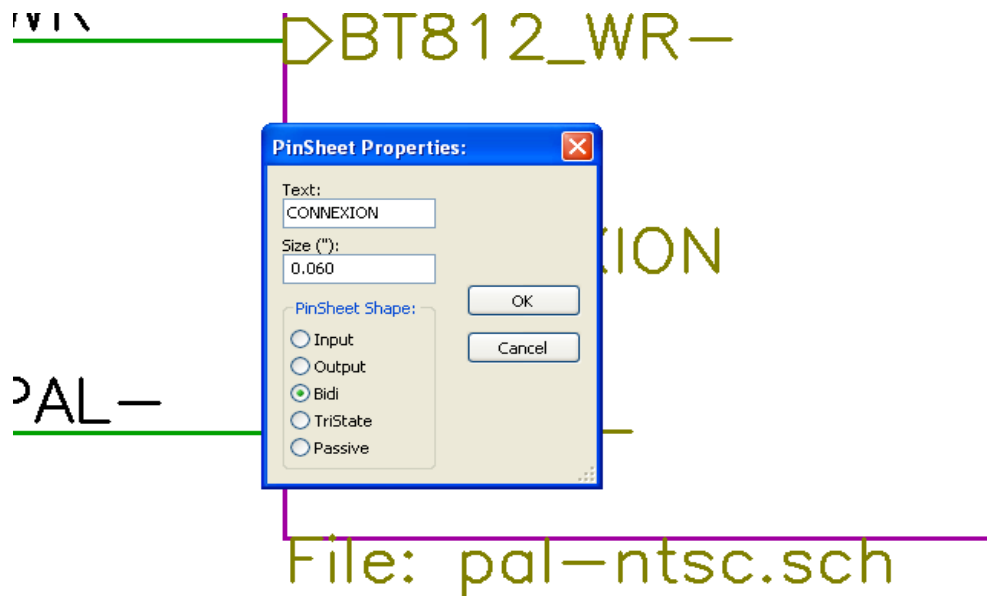 WR
BT812_WR-
PinSheet Properties:
Text:
CONNEXION
Size ("):
0.060
XION
PinSheet Shape:
OK
Input
Cancel
Output
Bidi
PAL-
TriState
Passive
File: pal-ntsc.sch